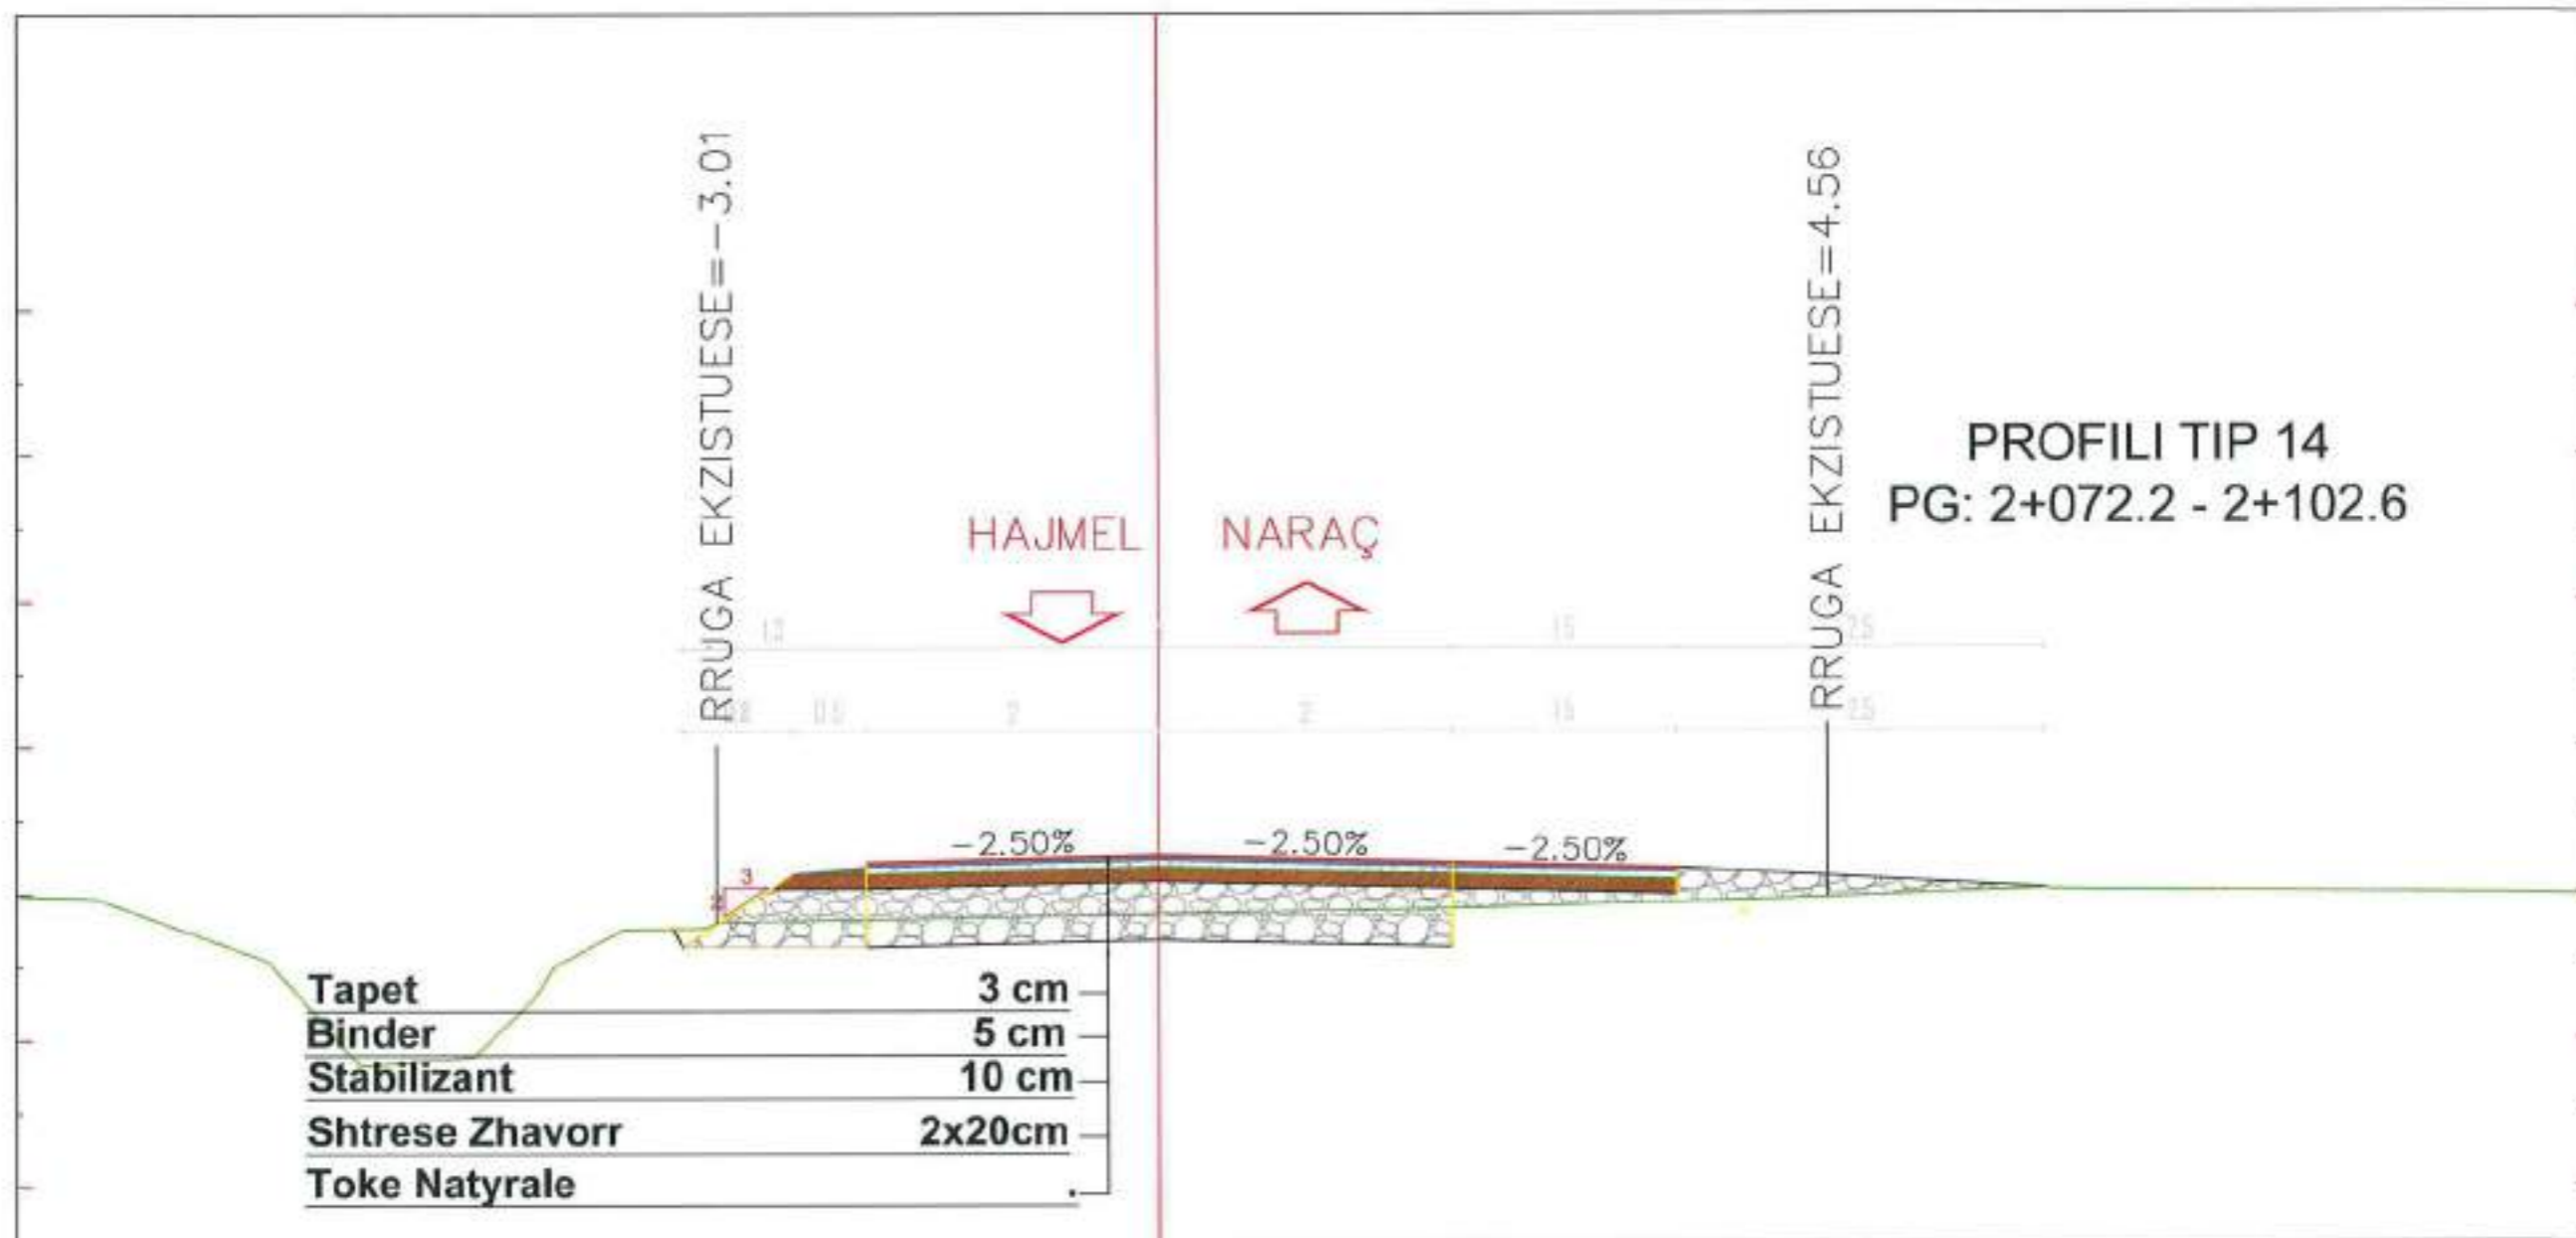 RRUGA EKZISTUESE=-3.01
RRUGA EKZISTUESE=4.56
PROFILI TIP 14
PG: 2+072.2 - 2+102.6
HAJMEL NARAÇ
-2.50% -2.50% -2.50%
3
Tapet 3 cm
Binder 5 cm
Stabilizant 10 cm
Shtrese Zhavorr 2x20cm
Toke Natyrale .